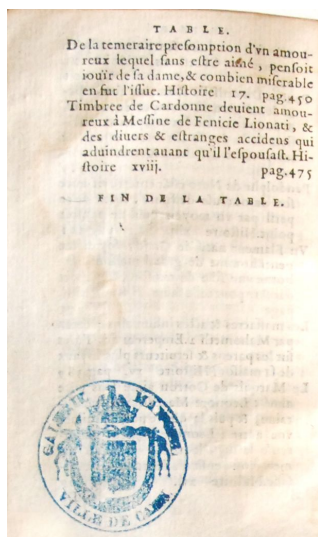 TABLE.
De la temeraire presomption d'vn amou-
reux lequel sans estre aimé, pensoit
iouïr de sa dame, & combien miserable
en fut l'issue. Histoire 17. pag.450
Timbree de Cardonne deuient amou-
reux à Messine de Fenicie Lionati, &
des diuers & estranges accidens qui
aduindrent auant qu'il l'espousast. Hi-
stoire xviij. pag.475
FIN DE LA TABLE.
GALERIE MANCEL
VILLE DE CAEN